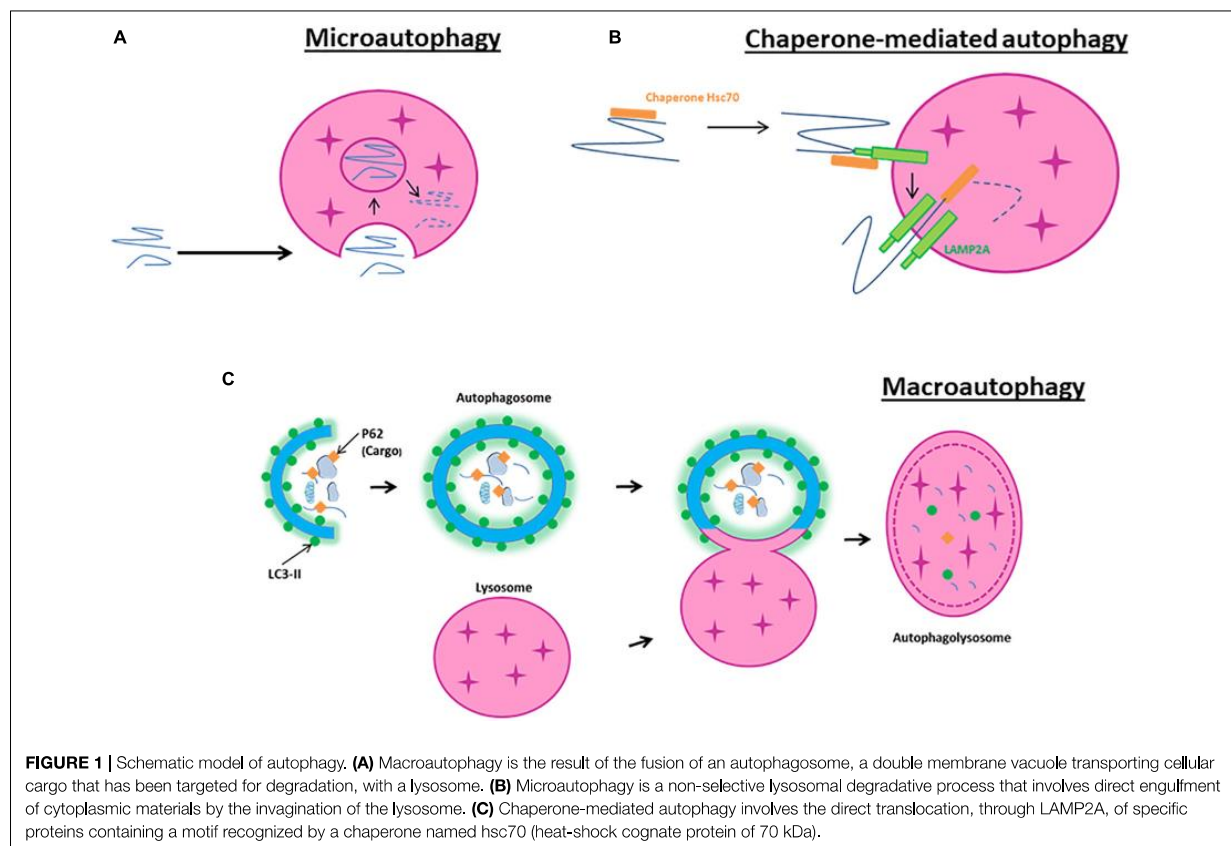 A
Microautophagy
B
Chaperone-mediated autophagy
Chaperone Hsc70
LAMP2A
C
Macroautophagy
Autophagosome
P62
(Cargo)
LC3-II
Lysosome
Autophagolysosome
FIGURE 1 | Schematic model of autophagy. (A) Macroautophagy is the result of the fusion of an autophagosome, a double membrane vacuole transporting cellular
cargo that has been targeted for degradation, with a lysosome. (B) Microautophagy is a non-selective lysosomal degradative process that involves direct engulfment
of cytoplasmic materials by the invagination of the lysosome. (C) Chaperone-mediated autophagy involves the direct translocation, through LAMP2A, of specific
proteins containing a motif recognized by a chaperone named hsc70 (heat-shock cognate protein of 70 kDa).